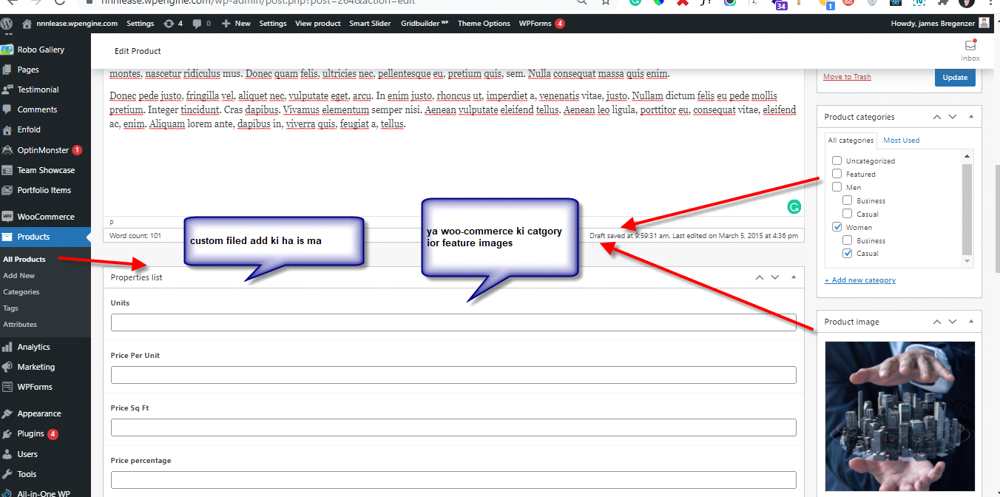 nnnlease.wpengine.com/wp-admin/post.php?post=264&action=edit
34
1
nnnlease.wpengine.com Settings 4 0 New Settings View product Smart Slider Gridbuilder WP Theme Options WPForms 4 Howdy, james Bregenzer
Robo Gallery
Pages
Testimonial
Comments
Enfold
OptinMonster 1
Team Showcase
Portfolio Items
WooCommerce
Products
All Products
Add New
Categories
Tags
Attributes
Analytics
Marketing
WPForms
Appearance
Plugins 4
Users
Tools
All-in-One WP
Edit Product
Inbox
montes, nascetur ridiculus mus. Donec quam felis, ultricies nec, pellentesque eu, pretium quis, sem. Nulla consequat massa quis enim.
Donec pede justo, fringilla vel, aliquet nec, vulputate eget, arcu. In enim justo, rhoncus ut, imperdiet a, venenatis vitae, justo. Nullam dictum felis eu pede mollis
pretium. Integer tincidunt. Cras dapibus. Vivamus elementum semper nisi. Aenean vulputate eleifend tellus. Aenean leo ligula, porttitor eu, consequat vitae, eleifend
ac, enim. Aliquam lorem ante, dapibus in, viverra quis, feugiat a, tellus.
P
Word count: 101
Draft saved at 9:59:31 am. Last edited on March 5, 2015 at 4:36 pm
custom filed add ki ha is ma
ya woo-commerce ki catgory
ior feature images
Properties list
Units
Price Per Unit
Price Sq Ft
Price percentage
Move to Trash
Update
Product categories
All categories Most Used
Uncategorized
Featured
Men
Business
Casual
Women
Business
Casual
+ Add new category
Product image